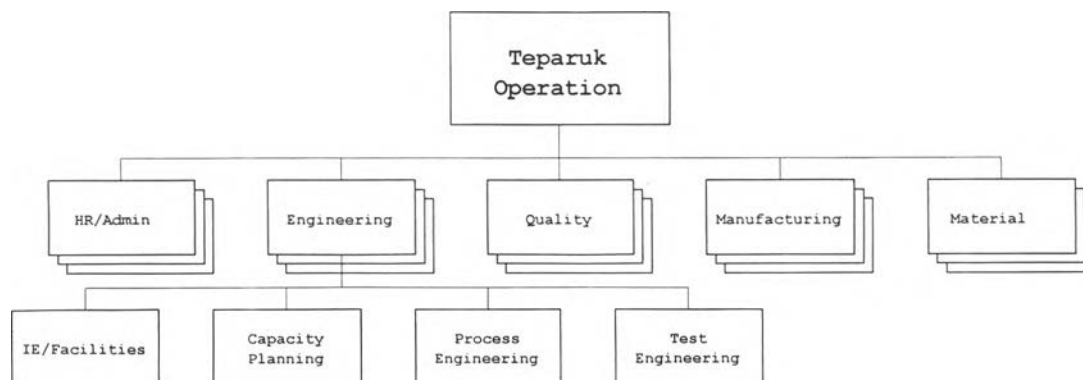 Teparuk
Operation
HR/Admin
Engineering
Quality
Manufacturing
Material
IE/Facilities
Capacity
Planning
Process
Engineering
Test
Engineering